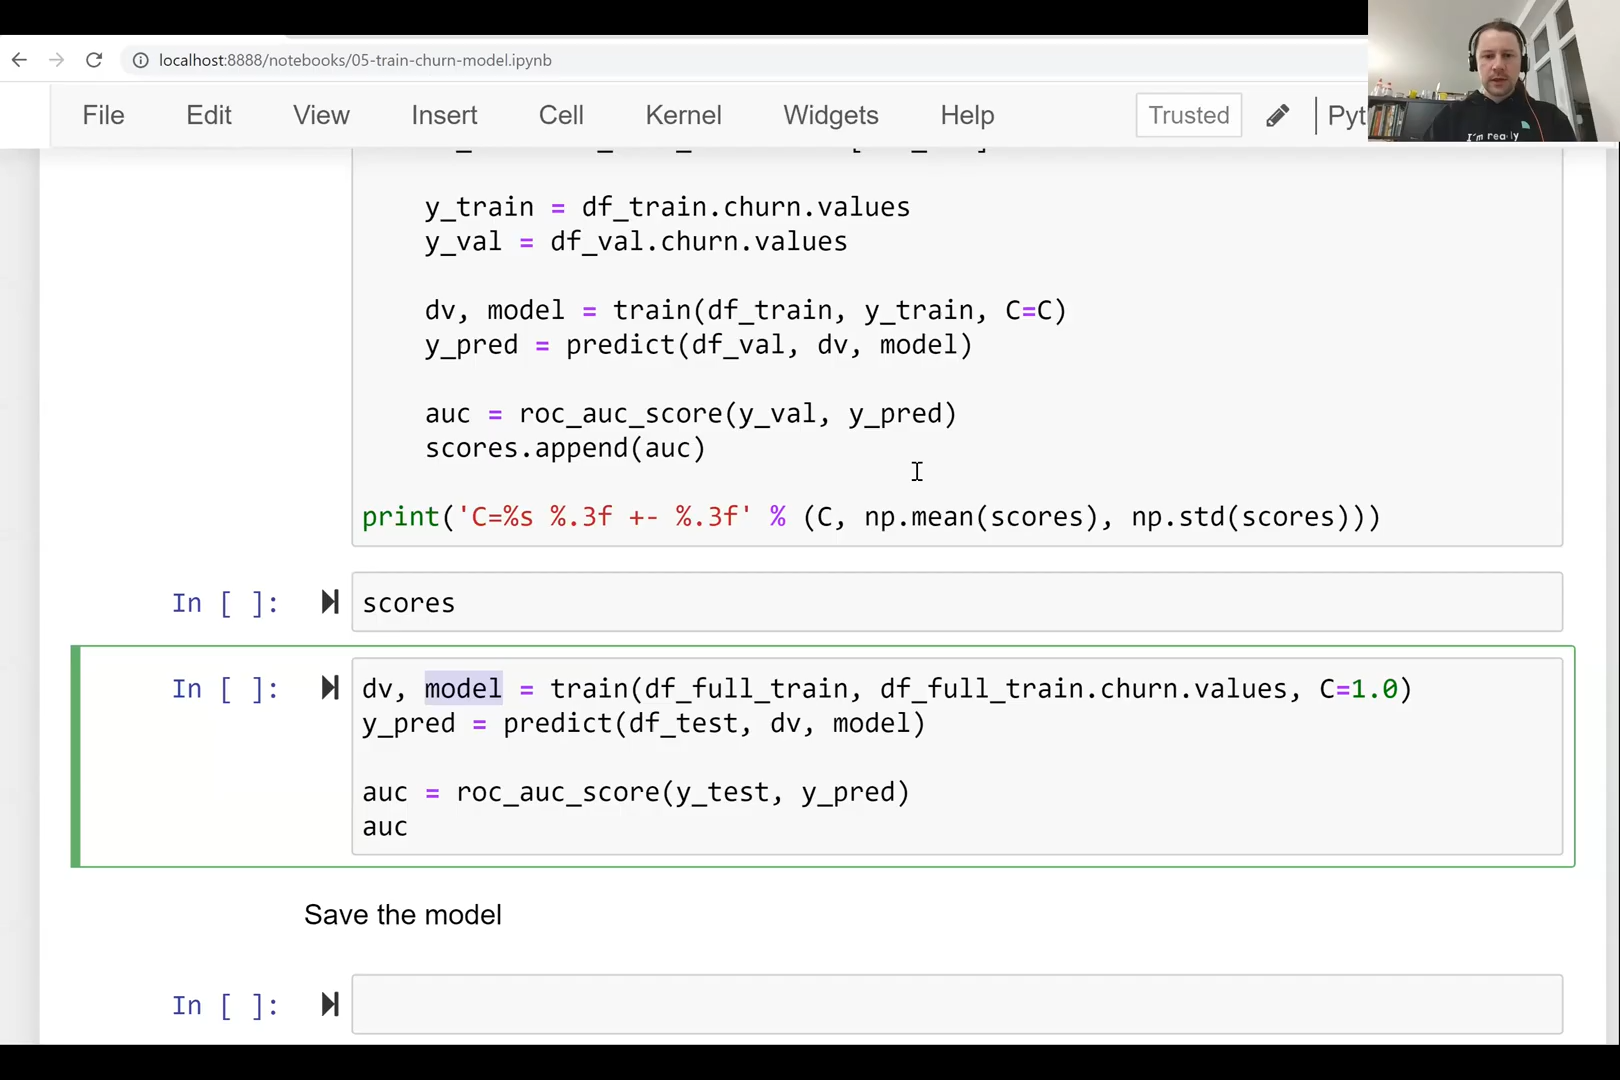 localhost:8888/notebooks/05-train-churn-model.ipynb
File Edit View Insert Cell Kernel Widgets Help Trusted Pyt
I'm really
y_train = df_train.churn.values
y_val = df_val.churn.values
dv, model = train(df_train, y_train, C=C)
y_pred = predict(df_val, dv, model)
auc = roc_auc_score(y_val, y_pred)
scores.append(auc)
print('C=%s %.3f +- %.3f' % (C, np.mean(scores), np.std(scores)))
In [ ]: scores
In [ ]: dv, model = train(df_full_train, df_full_train.churn.values, C=1.0)
y_pred = predict(df_test, dv, model)
auc = roc_auc_score(y_test, y_pred)
auc
Save the model
In [ ]: